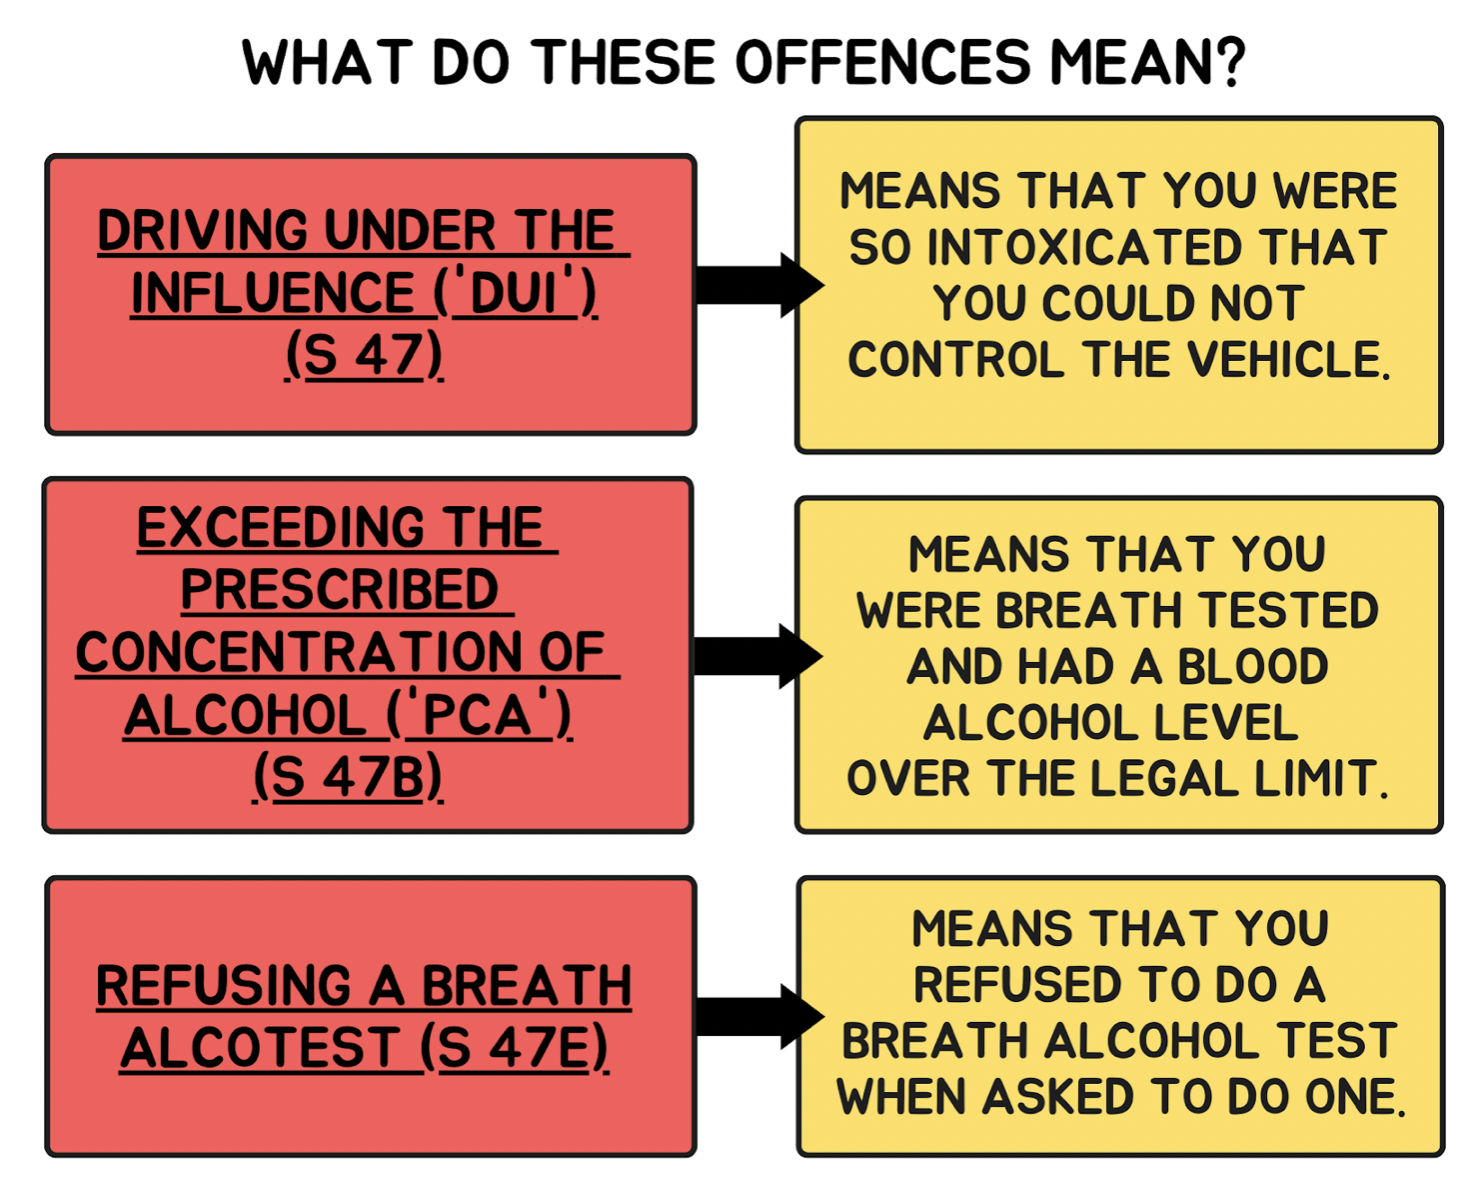 WHAT DO THESE OFFENCES MEAN?
DRIVING UNDER THE
INFLUENCE ('DUI')
(S 47)
MEANS THAT YOU WERE
SO INTOXICATED THAT
YOU COULD NOT
CONTROL THE VEHICLE.
EXCEEDING THE
PRESCRIBED
CONCENTRATION OF
ALCOHOL ('PCA')
(S 47B)
MEANS THAT YOU
WERE BREATH TESTED
AND HAD A BLOOD
ALCOHOL LEVEL
OVER THE LEGAL LIMIT.
REFUSING A BREATH
ALCOTEST (S 47E)
MEANS THAT YOU
REFUSED TO DO A
BREATH ALCOHOL TEST
WHEN ASKED TO DO ONE.